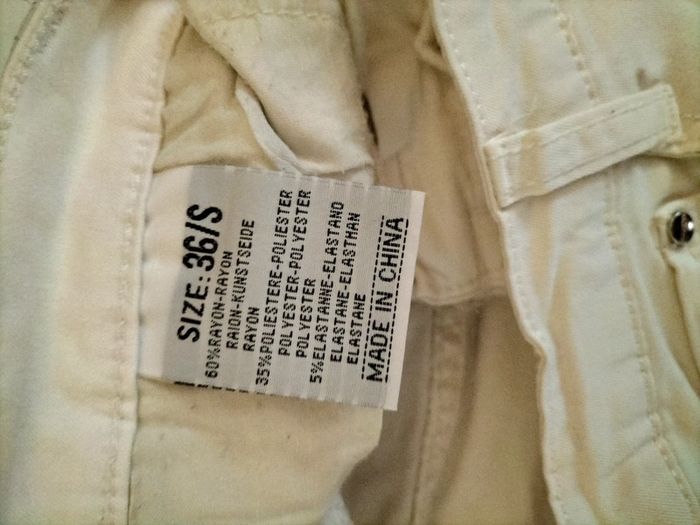 SIZE: 36/S
60%RAYON-RAYON
RAION-KUNSTSEIDE
RAYON
35%POLIESTERE-POLIESTER
POLYESTER-POLYESTER
POLYESTER
5%ELASTANNE-ELASTANO
ELASTANE-ELASTHAN
ELASTANE
MADE IN CHINA